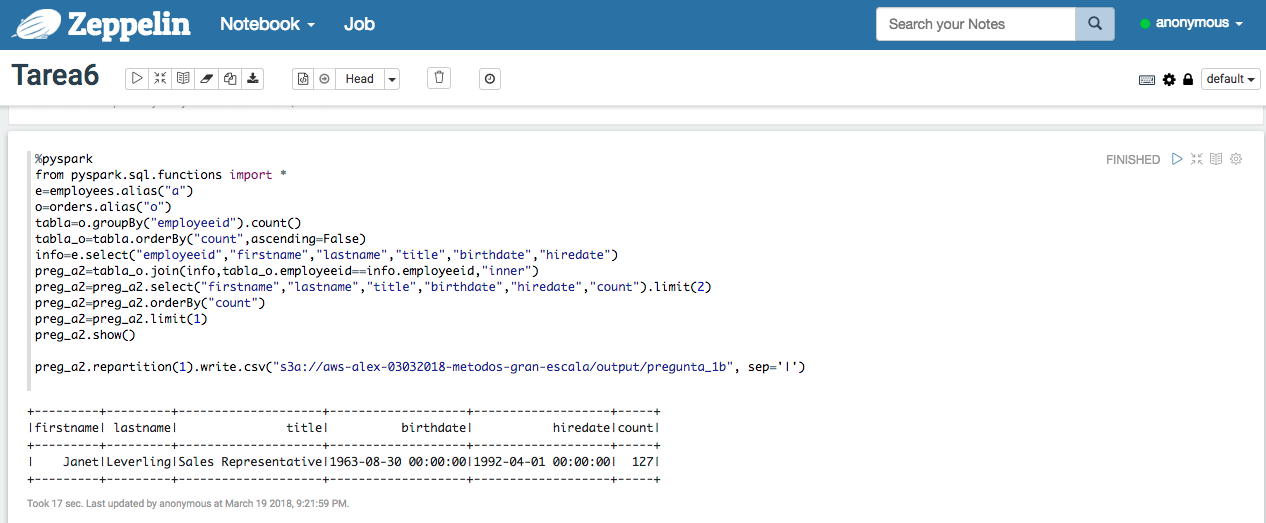 Zeppelin Notebook Job Search your Notes anonymous
Tarea6 Head default
%pyspark
FINISHED
from pyspark.sql.functions import *
e=employees.alias("a")
o=orders.alias("o")
tabla=o.groupBy("employeeid").count()
tabla_o=tabla.orderBy("count",ascending=False)
info=e.select("employeeid","firstname","lastname","title","birthdate","hiredate")
preg_a2=tabla_o.join(info,tabla_o.employeeid==info.employeeid,"inner")
preg_a2=preg_a2.select("firstname","lastname","title","birthdate","hiredate","count").limit(2)
preg_a2=preg_a2.orderBy("count")
preg_a2=preg_a2.limit(1)
preg_a2.show()
preg_a2.repartition(1).write.csv("s3a://aws-alex-03032018-metodos-gran-escala/output/pregunta_1b", sep='|')
+---------+---------+--------------------+-------------------+-------------------+-----+
|firstname| lastname|               title|          birthdate|           hiredate|count|
+---------+---------+--------------------+-------------------+-------------------+-----+
|    Janet|Leverling|Sales Representative|1963-08-30 00:00:00|1992-04-01 00:00:00|  127|
+---------+---------+--------------------+-------------------+-------------------+-----+
Took 17 sec. Last updated by anonymous at March 19 2018, 9:21:59 PM.